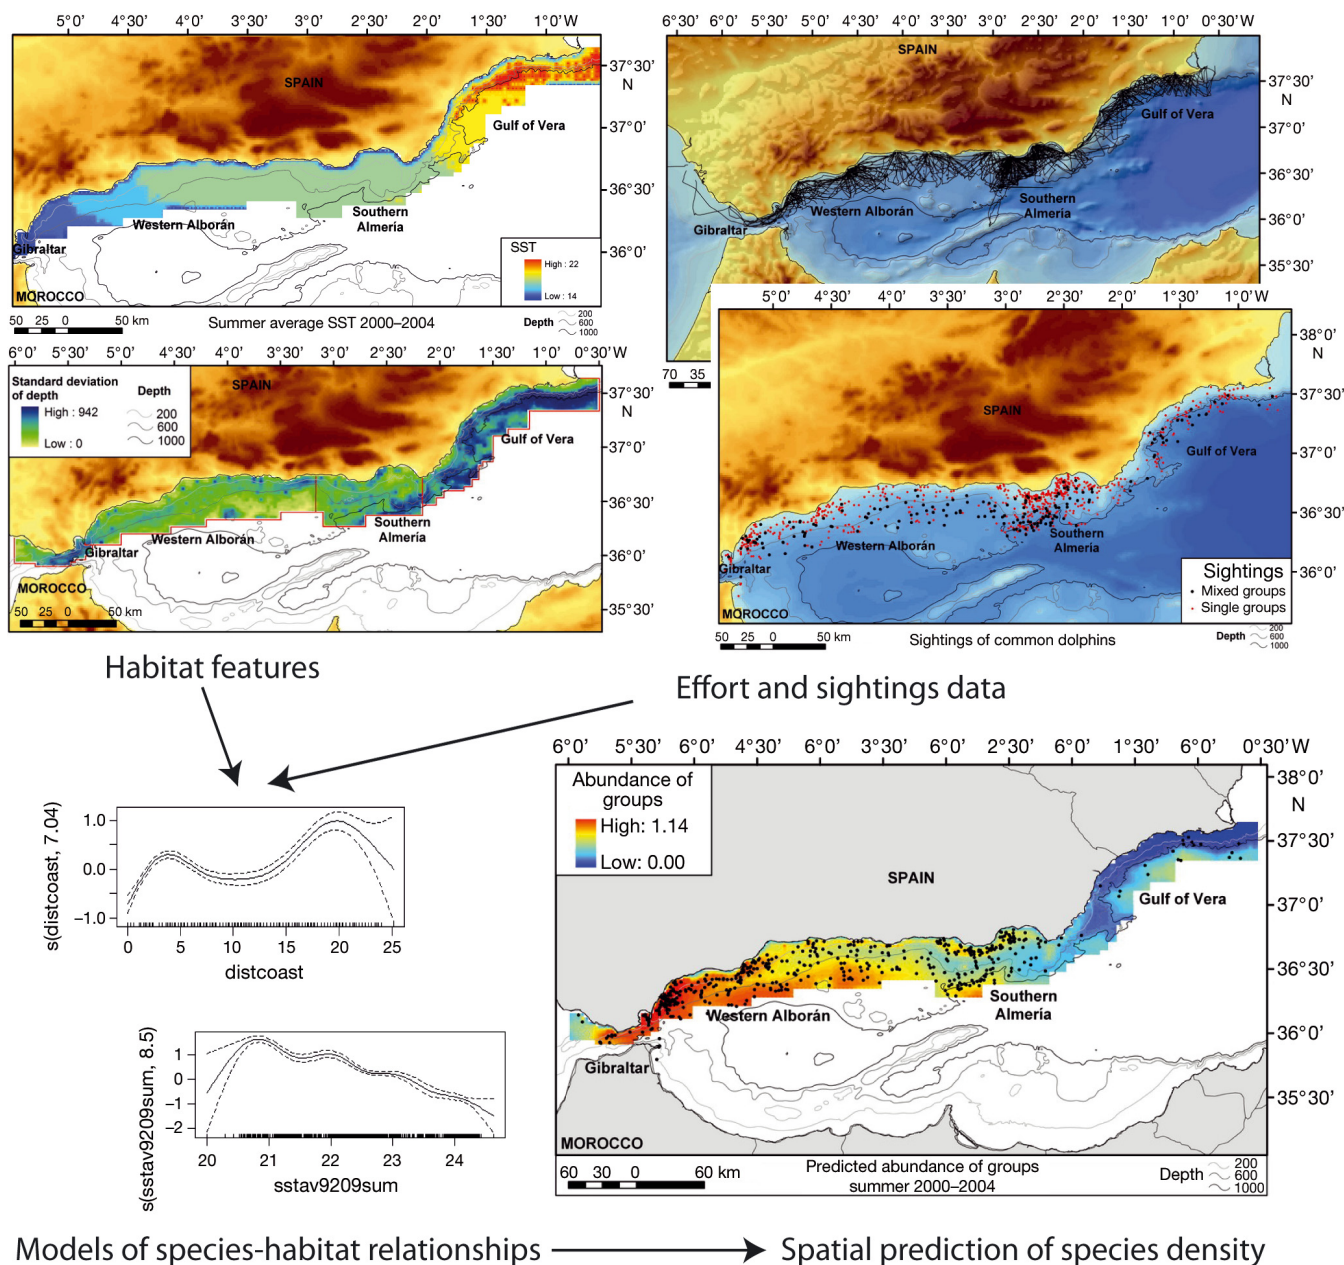 5°0' 4°30' 4°0' 3°30' 3°0' 2°30' 2°0' 1°30' 1°0'W
SPAIN
37°30'
N
Gulf of Vera
37°0'
36°30'
Southern
Almería
Western Alborán
Gibraltar
36°0'
SST
High : 22
Low : 14
MOROCCO
50 25 0 50 km
Summer average SST 2000–2004
Depth
200
600
1000
6°30' 6°0' 5°30' 5°0' 4°30' 4°0' 3°30' 3°0' 2°30' 2°0' 1°30' 1°0' 0°30'W
SPAIN
37°30'
N
Gulf of Vera
37°0'
36°30'
Southern
Almería
Western Alborán
36°0'
Gibraltar
35°30'
70 35
6°0' 5°30' 5°0' 4°30' 4°0' 3°30' 3°0' 2°30' 2°0' 1°30' 1°0' 0°30'W
Standard deviation
of depth
High : 942
Low : 0
Depth
200
600
1000
SPAIN
37°30'
N
Gulf of Vera
37°0'
36°30'
Southern
Almería
Western Alborán
Gibraltar
36°0'
MOROCCO
35°30'
50 25 0 50 km
5°0' 4°30' 4°0' 3°30' 3°0' 2°30' 2°0' 1°30' 1°0'W
38°0'
N
37°30'
SPAIN
Gulf of Vera
37°0'
36°30'
Southern
Almería
Western Alborán
Gibraltar
36°0'
Sightings
Mixed groups
Single groups
MOROCCO
50 25 0 50 km
Sightings of common dolphins
Depth
200
600
1000
Habitat features
Effort and sightings data
s(distcoast, 7.04)
1.0
0.0
−1.0
0 5 10 15 20 25
distcoast
s(sstav9209sum, 8.5)
1
0
−1
−2
20 21 22 23 24
sstav9209sum
6°0' 5°30' 6°0' 4°30' 6°0' 3°30' 6°0' 2°30' 6°0' 1°30' 6°0' 0°30'W
Abundance of
groups
High: 1.14
Low: 0.00
38°0'
N
37°30'
SPAIN
Gulf of Vera
37°0'
36°30'
Southern
Almería
Western Alborán
36°0'
Gibraltar
35°30'
MOROCCO
60 30 0 60 km
Predicted abundance of groups
summer 2000–2004
Depth
200
600
1000
Models of species-habitat relationships
Spatial prediction of species density